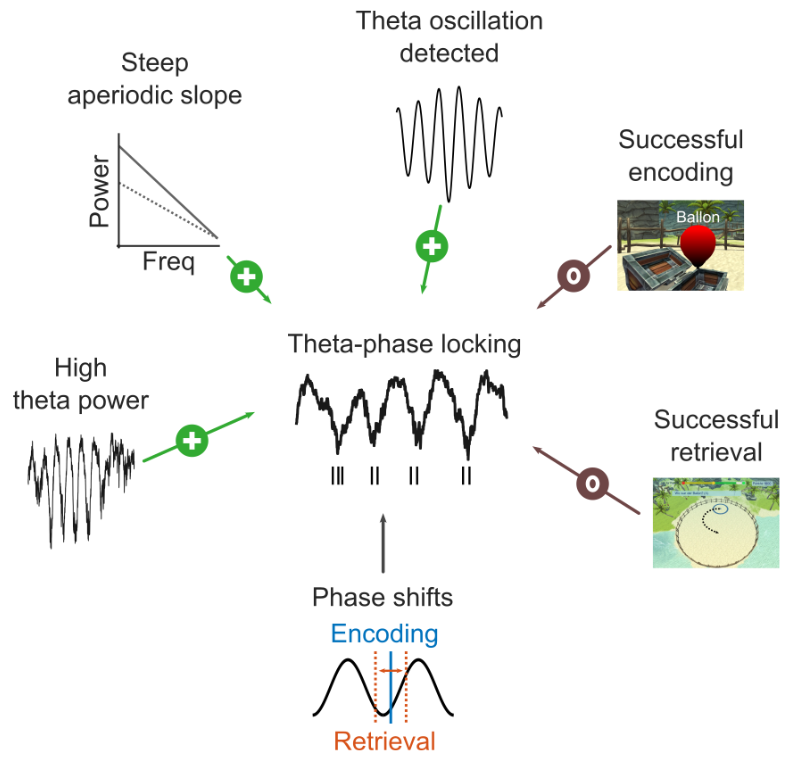 Theta oscillation
detected
Steep
aperiodic slope
Power
Freq
Successful
encoding
Ballon
Theta-phase locking
High
theta power
Successful
retrieval
Phase shifts
Encoding
Retrieval